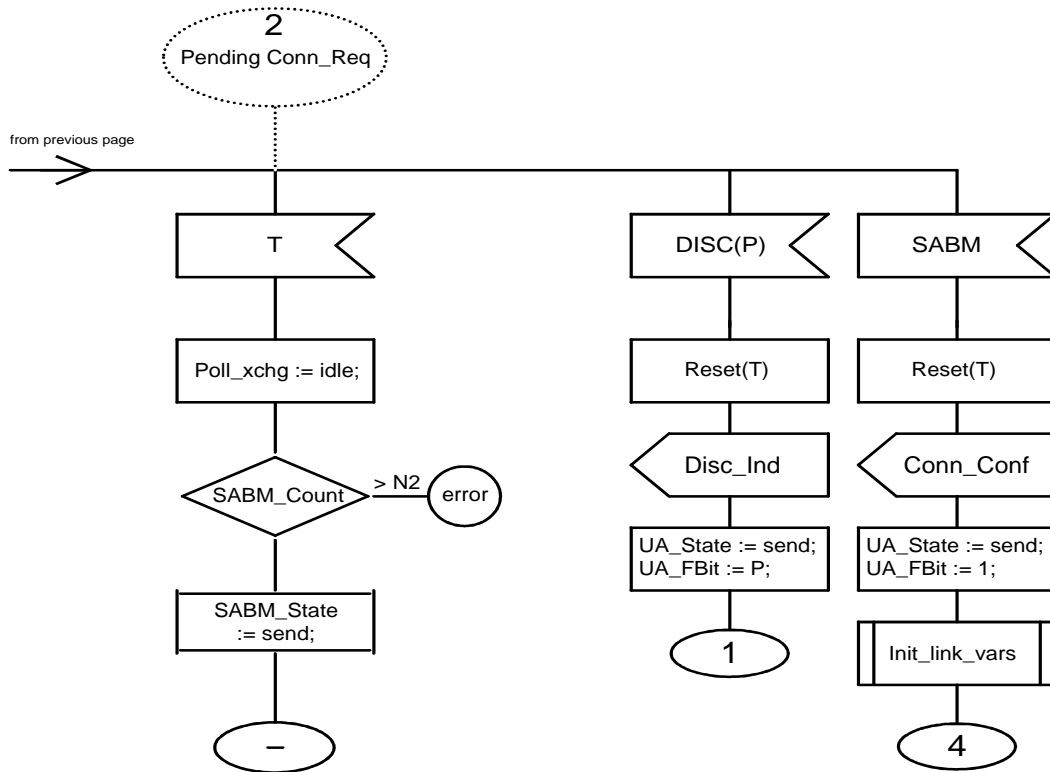 2
Pending Conn_Req
from previous page
T
DISC(P)
SABM
Poll_xchg := idle;
Reset(T)
Reset(T)
SABM_Count
> N2
error
Disc_Ind
Conn_Conf
UA_State := send;
UA_FBit := P;
UA_State := send;
UA_FBit := 1;
SABM_State
:= send;
1
Init_link_vars
–
4